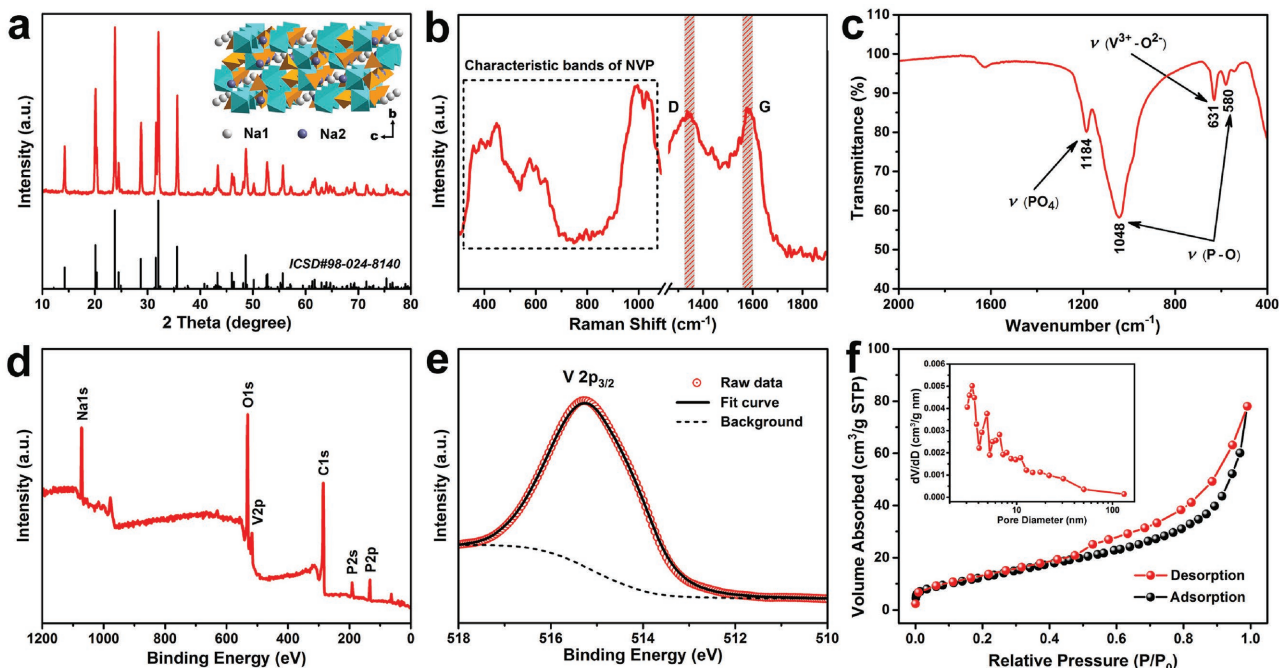 a
Intensity (a.u.)
Na1
Na2
b
c
ICSD#98-024-8140
10 20 30 40 50 60 70 80
2 Theta (degree)
b
Intensity (a.u.)
Characteristic bands of NVP
D
G
400 600 800 1000 1400 1600 1800
Raman Shift (cm⁻¹)
c
Transmittance (%)
100
90
80
70
60
50
40
ν (V³⁺-O²⁻)
631
580
1184
ν (PO₄)
1048
ν (P-O)
2000 1600 1200 800 400
Wavenumber (cm⁻¹)
d
Intensity (a.u.)
Na1s
O1s
V2p
C1s
P2s
P2p
1200 1000 800 600 400 200 0
Binding Energy (eV)
e
Intensity (a.u.)
V 2p₃/₂
Raw data
Fit curve
Background
518 516 514 512 510
Binding Energy (eV)
f
Volume Absorbed (cm³/g STP)
100
80
60
40
20
0
dV/dD (cm³/g nm)
0.006
0.005
0.004
0.003
0.002
0.001
0.000
10 100
Pore Diameter (nm)
Desorption
Adsorption
0.0 0.2 0.4 0.6 0.8 1.0
Relative Pressure (P/P₀)